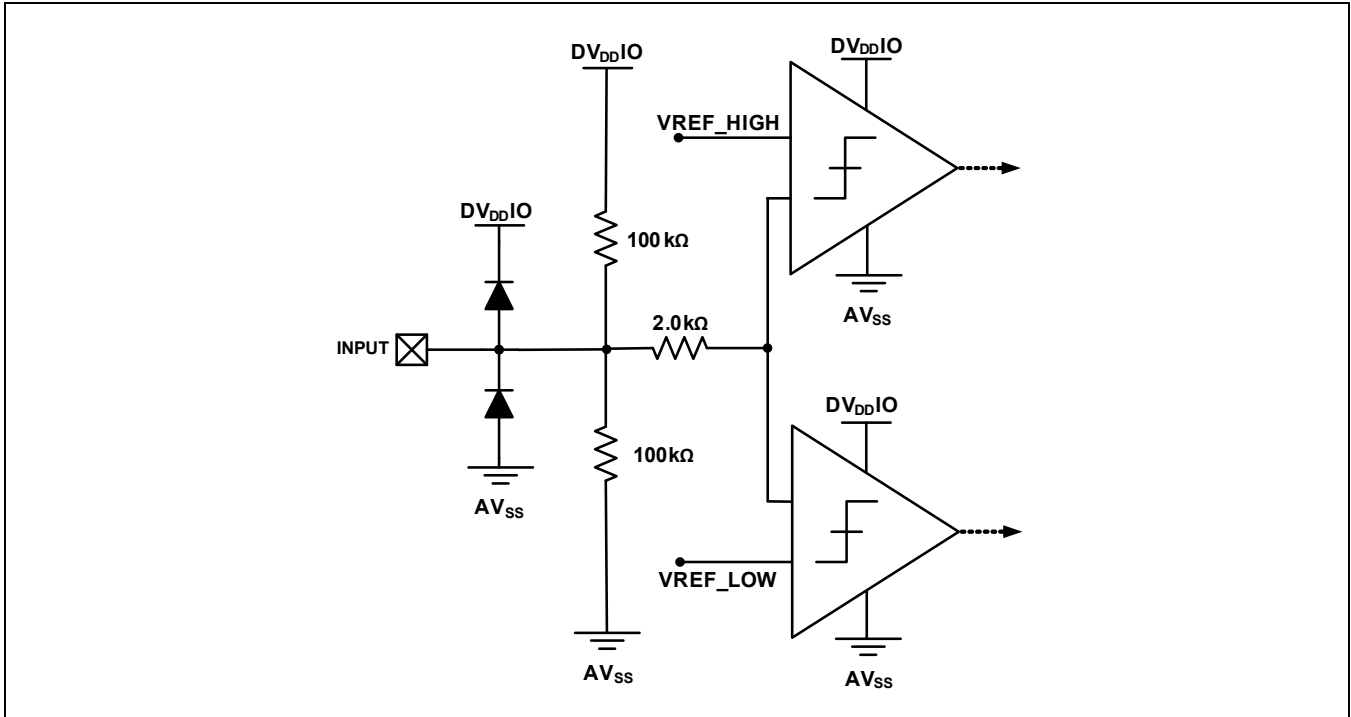 DVDDIO
DVDDIO
VREF_HIGH
DVDDIO
100 kΩ
2.0kΩ
AVSS
INPUT
DVDDIO
100kΩ
AVSS
VREF_LOW
AVSS
AVSS